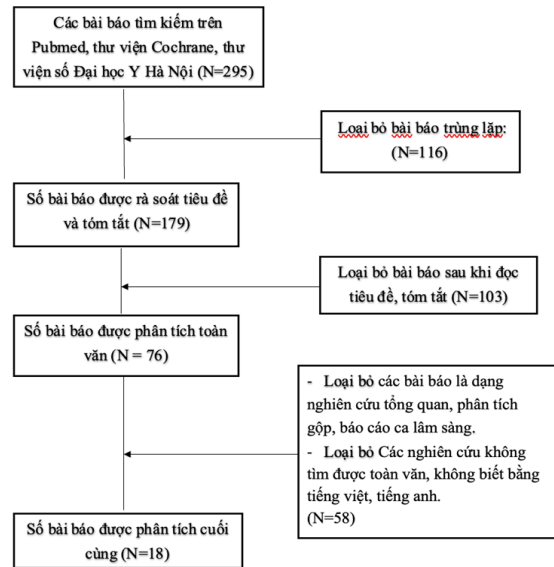 Các bài báo tìm kiếm trên
Pubmed, thư viện Cochrane, thư
viện số Đại học Y Hà Nội (N=295)
Loại bỏ bài báo trùng lặp:
(N=116)
Số bài báo được rà soát tiêu đề
và tóm tắt (N=179)
Loại bỏ bài báo sau khi đọc
tiêu đề, tóm tắt (N=103)
Số bài báo được phân tích toàn
văn (N = 76)
- Loại bỏ các bài báo là dạng
nghiên cứu tổng quan, phân tích
gộp, báo cáo ca lâm sàng.
- Loại bỏ Các nghiên cứu không
tìm được toàn văn, không biết bằng
tiếng việt, tiếng anh.
(N=58)
Số bài báo được phân tích cuối
cùng (N=18)